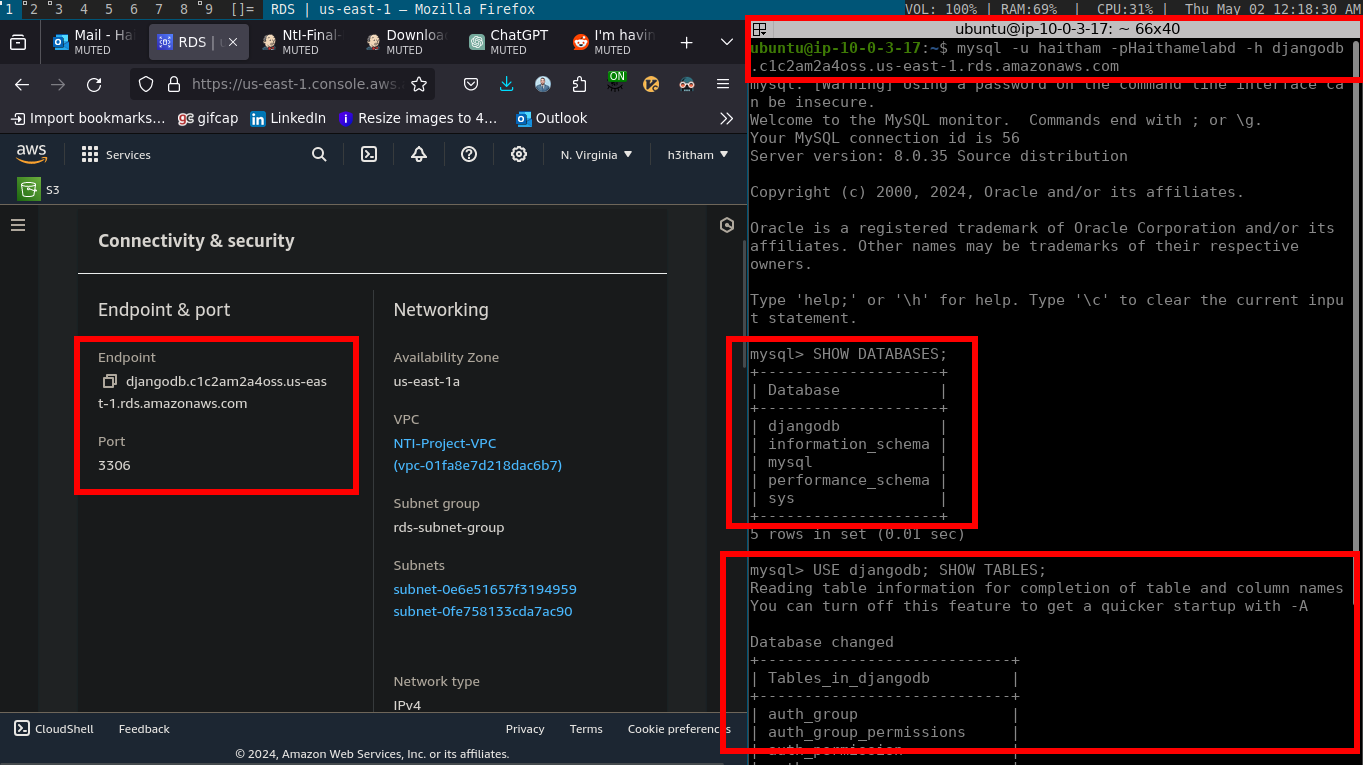 1 2 3 4 5 6 7 8 9 []= RDS | us-east-1 — Mozilla Firefox
VOL: 100% | RAM:69% | CPU:31% | Thu May 02 12:18:30 AM
Mail - Ha
MUTED
RDS | u
NtI-Final-
MUTED
Downloa
MUTED
ChatGPT
MUTED
I'm havin
MUTED
https://us-east-1.console.aws.
ON
Import bookmarks...
gc gifcap
in LinkedIn
i Resize images to 4...
Outlook
aws
Services
N. Virginia
h3itham
S3
Connectivity & security
Endpoint & port
Endpoint
djangodb.c1c2am2a4oss.us-eas
t-1.rds.amazonaws.com
Port
3306
Networking
Availability Zone
us-east-1a
VPC
NTI-Project-VPC
(vpc-01fa8e7d218dac6b7)
Subnet group
rds-subnet-group
Subnets
subnet-0e6e51657f3194959
subnet-0fe758133cda7ac90
Network type
IPv4
CloudShell
Feedback
Privacy
Terms
Cookie preferences
© 2024, Amazon Web Services, Inc. or its affiliates.
ubuntu@ip-10-0-3-17: ~ 66x40
ubuntu@ip-10-0-3-17:~$ mysql -u haitham -pHaithamelabd -h djangodb
.c1c2am2a4oss.us-east-1.rds.amazonaws.com
mysql: [Warning] Using a password on the command line interface ca
n be insecure.
Welcome to the MySQL monitor.  Commands end with ; or \g.
Your MySQL connection id is 56
Server version: 8.0.35 Source distribution
Copyright (c) 2000, 2024, Oracle and/or its affiliates.
Oracle is a registered trademark of Oracle Corporation and/or its
affiliates. Other names may be trademarks of their respective
owners.
Type 'help;' or '\h' for help. Type '\c' to clear the current inpu
t statement.
mysql> SHOW DATABASES;
+--------------------+
| Database           |
+--------------------+
| djangodb           |
| information_schema |
| mysql              |
| performance_schema |
| sys                |
+--------------------+
5 rows in set (0.01 sec)
mysql> USE djangodb; SHOW TABLES;
Reading table information for completion of table and column names
You can turn off this feature to get a quicker startup with -A
Database changed
+----------------------------+
| Tables_in_djangodb         |
+----------------------------+
| auth_group                 |
| auth_group_permissions     |
| auth_permission            |